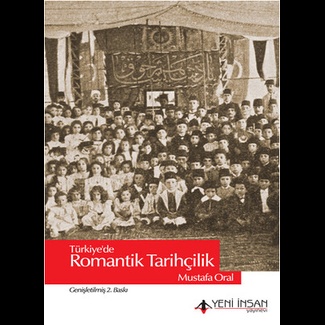 Türkiye'de
Romantik Tarihçilik
Mustafa Oral
Genişletilmiş 2. Baskı
YENİ İNSAN
yayınevi